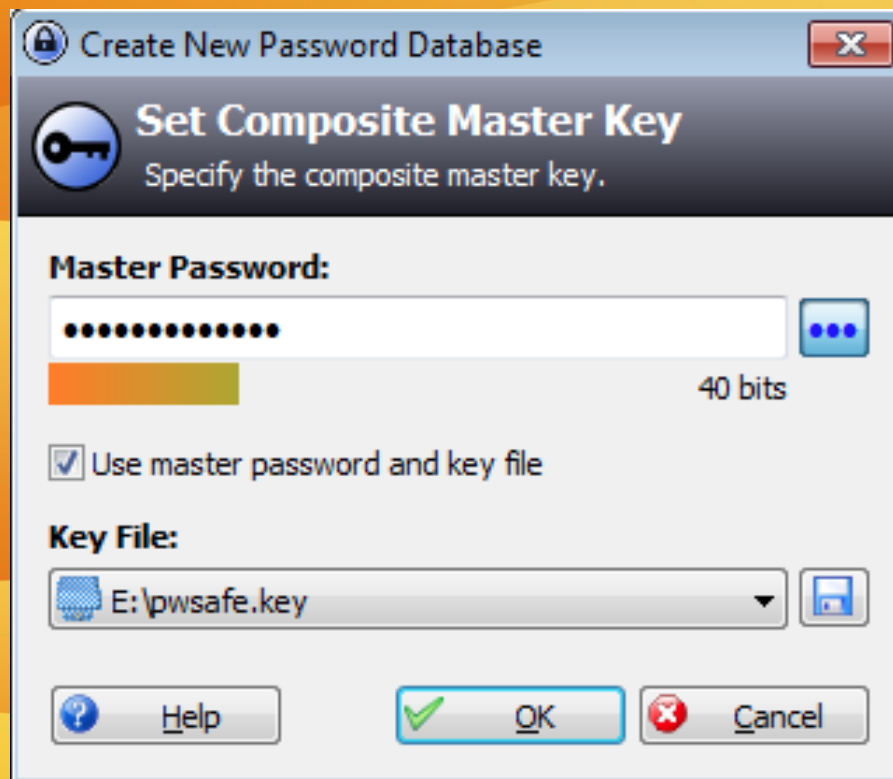 Create New Password Database
Set Composite Master Key
Specify the composite master key.
Master Password:
•••••••••••••
40 bits
Use master password and key file
Key File:
E:\pwsafe.key
Help
OK
Cancel